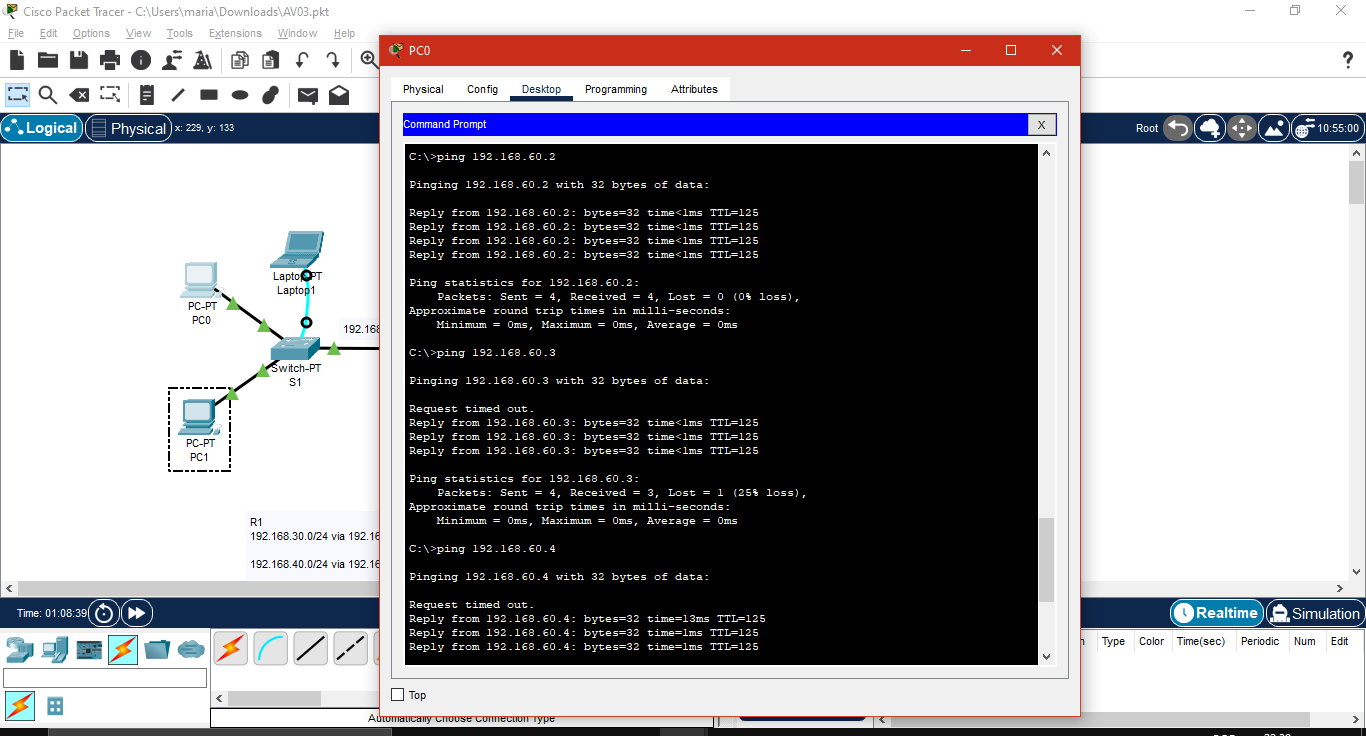 Cisco Packet Tracer - C:\Users\maria\Downloads\AV03.pkt
File Edit Options View Tools Extensions Window Help
PC0
Physical Config Desktop Programming Attributes
Command Prompt
X
Logical
Physical
x: 229, y: 133
Root
10:55:00
C:\>ping 192.168.60.2
Pinging 192.168.60.2 with 32 bytes of data:
Reply from 192.168.60.2: bytes=32 time<1ms TTL=125
Reply from 192.168.60.2: bytes=32 time<1ms TTL=125
Reply from 192.168.60.2: bytes=32 time<1ms TTL=125
Reply from 192.168.60.2: bytes=32 time<1ms TTL=125
Ping statistics for 192.168.60.2:
Packets: Sent = 4, Received = 4, Lost = 0 (0% loss),
Approximate round trip times in milli-seconds:
Minimum = 0ms, Maximum = 0ms, Average = 0ms
C:\>ping 192.168.60.3
Pinging 192.168.60.3 with 32 bytes of data:
Request timed out.
Reply from 192.168.60.3: bytes=32 time<1ms TTL=125
Reply from 192.168.60.3: bytes=32 time<1ms TTL=125
Reply from 192.168.60.3: bytes=32 time<1ms TTL=125
Ping statistics for 192.168.60.3:
Packets: Sent = 4, Received = 3, Lost = 1 (25% loss),
Approximate round trip times in milli-seconds:
Minimum = 0ms, Maximum = 0ms, Average = 0ms
C:\>ping 192.168.60.4
Pinging 192.168.60.4 with 32 bytes of data:
Request timed out.
Reply from 192.168.60.4: bytes=32 time=13ms TTL=125
Reply from 192.168.60.4: bytes=32 time=1ms TTL=125
Reply from 192.168.60.4: bytes=32 time=1ms TTL=125
Top
Laptop-PT
Laptop1
PC-PT
PC0
192.168
Switch-PT
S1
PC-PT
PC1
R1
192.168.30.0/24 via 192.16
192.168.40.0/24 via 192.16
Time: 01:08:39
Realtime
Simulation
Type Color Time(sec) Periodic Num Edit
Automatically Choose Connection Type